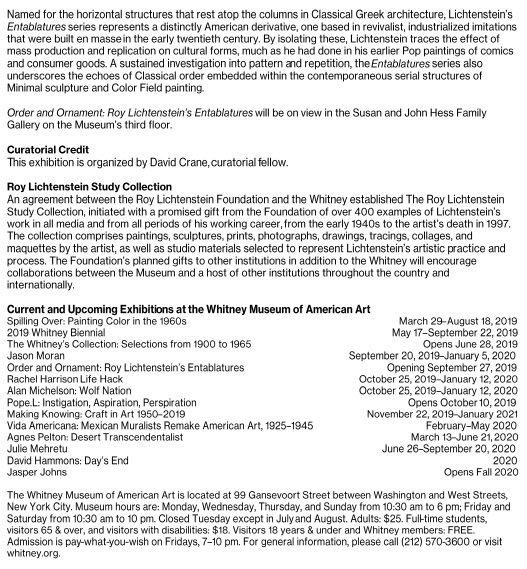 Named for the horizontal structures that rest atop the columns in Classical Greek architecture, Lichtenstein's
Entablatures series represents a distinctly American derivative, one based in revivalist, industrialized imitations
that were built en masse in the early twentieth century. By isolating these, Lichtenstein traces the effect of
mass production and replication on cultural forms, much as he had done in his earlier Pop paintings of comics
and consumer goods. A sustained investigation into pattern and repetition, the Entablatures series also
underscores the echoes of Classical order embedded within the contemporaneous serial structures of
Minimal sculpture and Color Field painting.
Order and Ornament: Roy Lichtenstein's Entablatures will be on view in the Susan and John Hess Family
Gallery on the Museum's third floor.
Curatorial Credit
This exhibition is organized by David Crane, curatorial fellow.
Roy Lichtenstein Study Collection
An agreement between the Roy Lichtenstein Foundation and the Whitney established The Roy Lichtenstein
Study Collection, initiated with a promised gift from the Foundation of over 400 examples of Lichtenstein's
work in all media and from all periods of his working career, from the early 1940s to the artist's death in 1997.
The collection comprises paintings, sculptures, prints, photographs, drawings, tracings, collages, and
maquettes by the artist, as well as studio materials selected to represent Lichtenstein's artistic practice and
process. The Foundation's planned gifts to other institutions in addition to the Whitney will encourage
collaborations between the Museum and a host of other institutions throughout the country and
internationally.
Current and Upcoming Exhibitions at the Whitney Museum of American Art
Spilling Over: Painting Color in the 1960s March 29–August 18, 2019
2019 Whitney Biennial May 17–September 22, 2019
The Whitney's Collection: Selections from 1900 to 1965 Opens June 28, 2019
Jason Moran September 20, 2019–January 5, 2020
Order and Ornament: Roy Lichtenstein's Entablatures Opening September 27, 2019
Rachel Harrison Life Hack October 25, 2019–January 12, 2020
Alan Michelson: Wolf Nation October 25, 2019–January 12, 2020
Pope.L: Instigation, Aspiration, Perspiration Opens October 10, 2019
Making Knowing: Craft in Art 1950–2019 November 22, 2019–January 2021
Vida Americana: Mexican Muralists Remake American Art, 1925–1945 February–May 2020
Agnes Pelton: Desert Transcendentalist March 13–June 21, 2020
Julie Mehretu June 26–September 20, 2020
David Hammons: Day's End 2020
Jasper Johns Opens Fall 2020
The Whitney Museum of American Art is located at 99 Gansevoort Street between Washington and West Streets,
New York City. Museum hours are: Monday, Wednesday, Thursday, and Sunday from 10:30 am to 6 pm; Friday and
Saturday from 10:30 am to 10 pm. Closed Tuesday except in July and August. Adults: $25. Full-time students,
visitors 65 & over, and visitors with disabilities: $18. Visitors 18 years & under and Whitney members: FREE.
Admission is pay-what-you-wish on Fridays, 7–10 pm. For general information, please call (212) 570-3600 or visit
whitney.org.